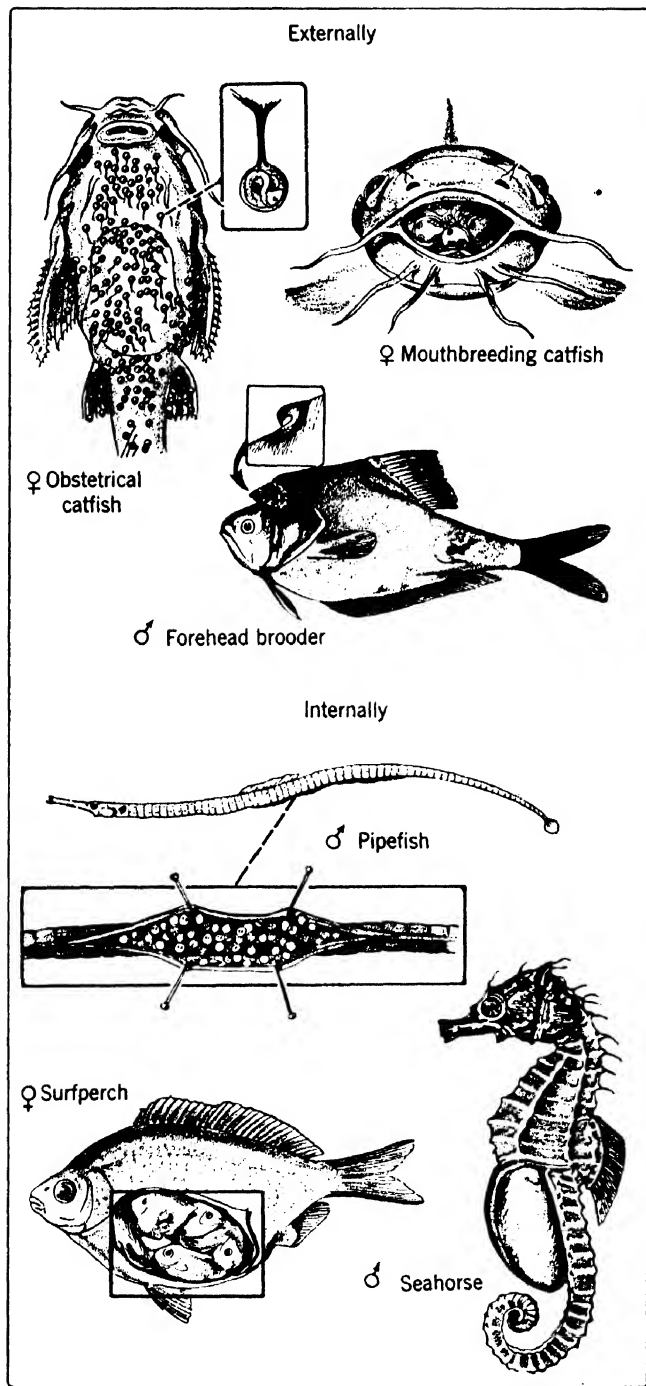 Externally
♀ Mouthbreeding catfish
♀ Obstetrical
catfish
♂ Forehead brooder
Internally
♂ Pipefish
♀ Surfperch
♂ Seahorse